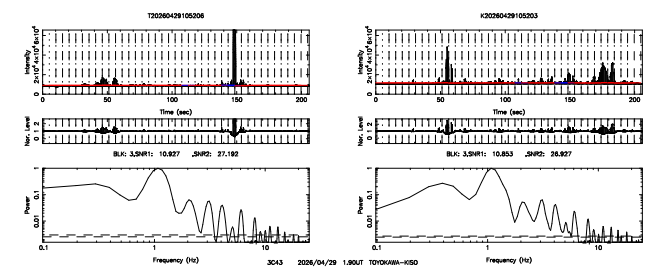 T20260429105206
K20260429105203
Intensity
0 2×10⁴ 4×10⁴ 6×10⁴
0 50 100 150 200
Time (sec)
Intensity
0 2×10⁴ 4×10⁴ 6×10⁴
0 50 100 150 200
Time (sec)
Nor. Level
0 1 2
Nor. Level
0 1 2
BLK: 3,SNR1: 10.927 ,SNR2: 27.192
BLK: 3,SNR1: 10.853 ,SNR2: 26.927
Power
0.01 0.1 1
0.1 1 10
Frequency (Hz)
Power
0.01 0.1 1
0.1 1 10
Frequency (Hz)
3C43 2026/04/29 1.90UT TOYOKAWA-KISO